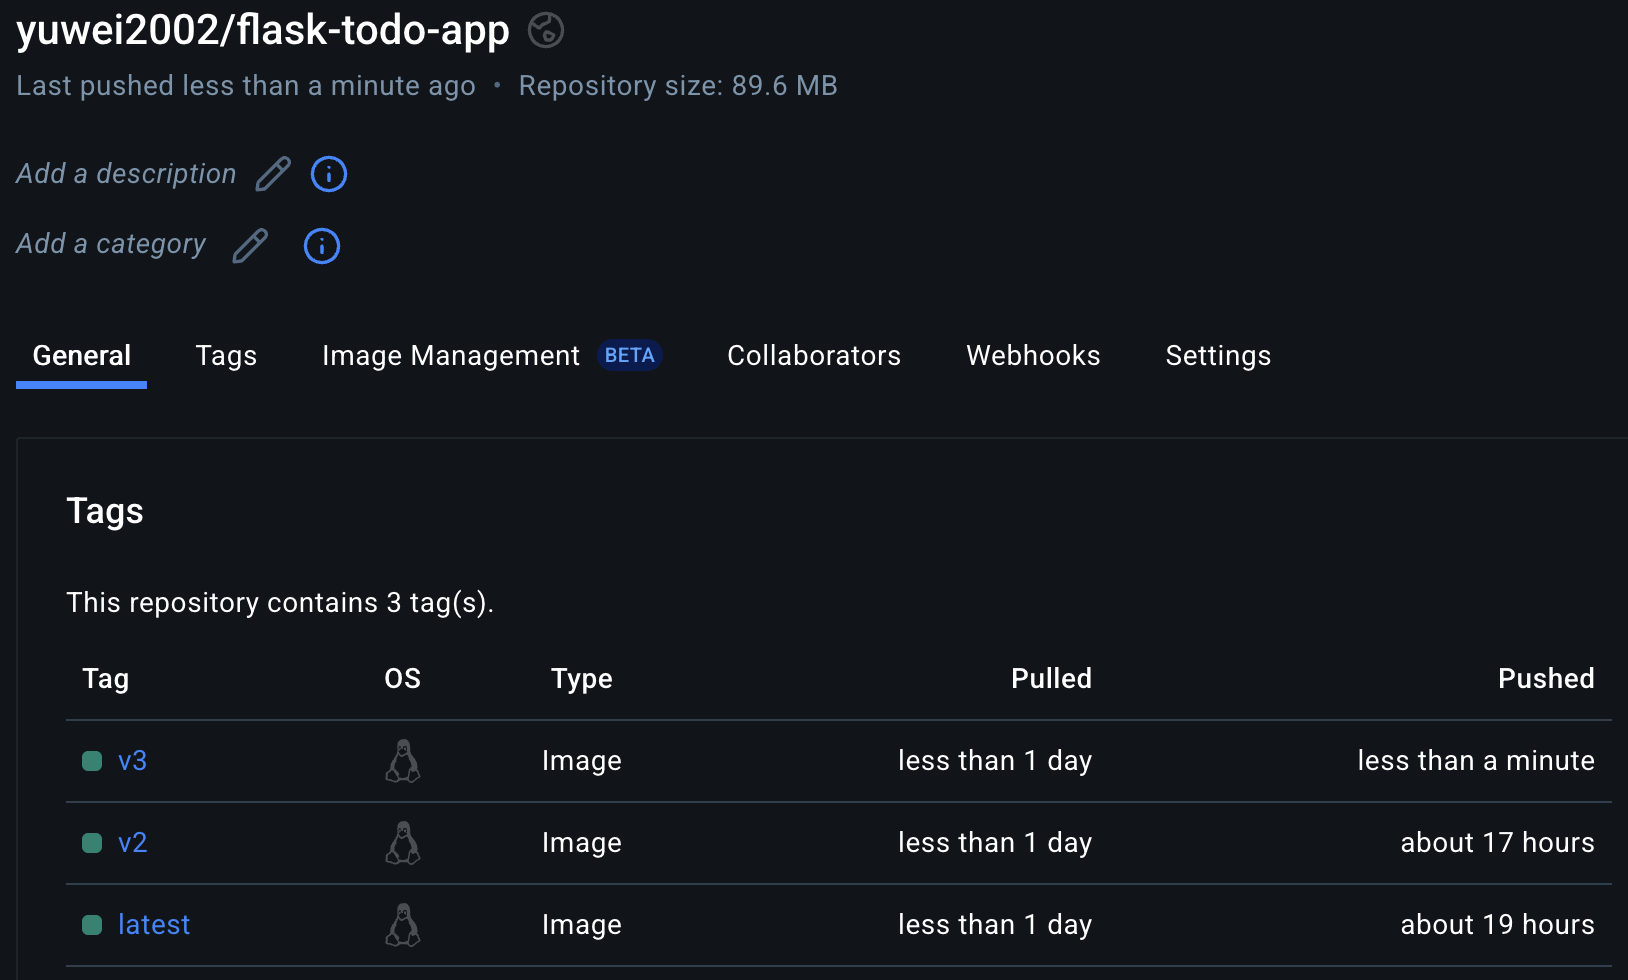 yuwei2002/flask-todo-app
Last pushed less than a minute ago • Repository size: 89.6 MB
Add a description
Add a category
General Tags Image Management BETA Collaborators Webhooks Settings
Tags
This repository contains 3 tag(s).
Tag OS Type Pulled Pushed
v3 Image less than 1 day less than a minute
v2 Image less than 1 day about 17 hours
latest Image less than 1 day about 19 hours